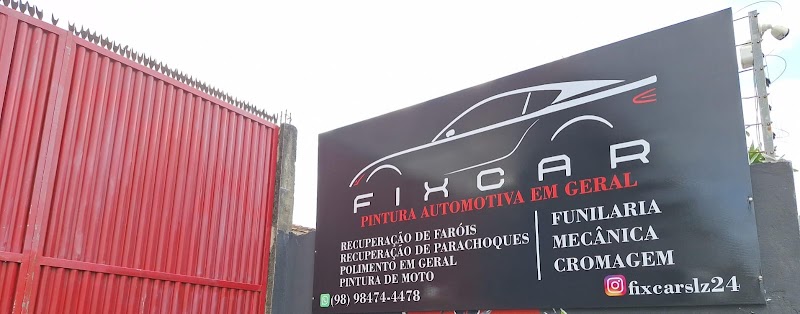 FIXCAR
PINTURA AUTOMOTIVA EM GERAL
RECUPERAÇÃO DE FARÓIS
RECUPERAÇÃO DE PARACHOQUES
POLIMENTO EM GERAL
PINTURA DE MOTO
(98) 98474-4478
FUNILARIA
MECÂNICA
CROMAGEM
fixcarslz24